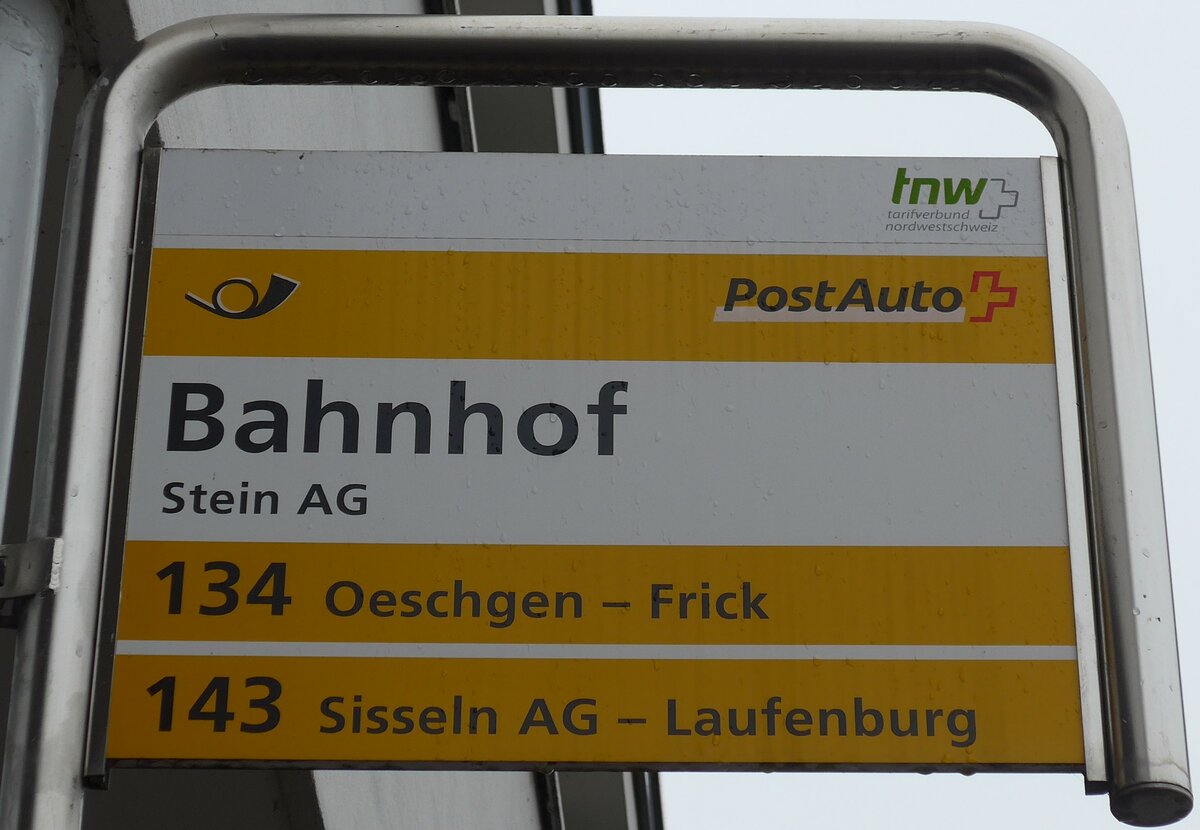 tnw
tarifverbund
nordwestschweiz
PostAuto
Bahnhof
Stein AG
134 Oeschgen – Frick
143 Sisseln AG – Laufenburg